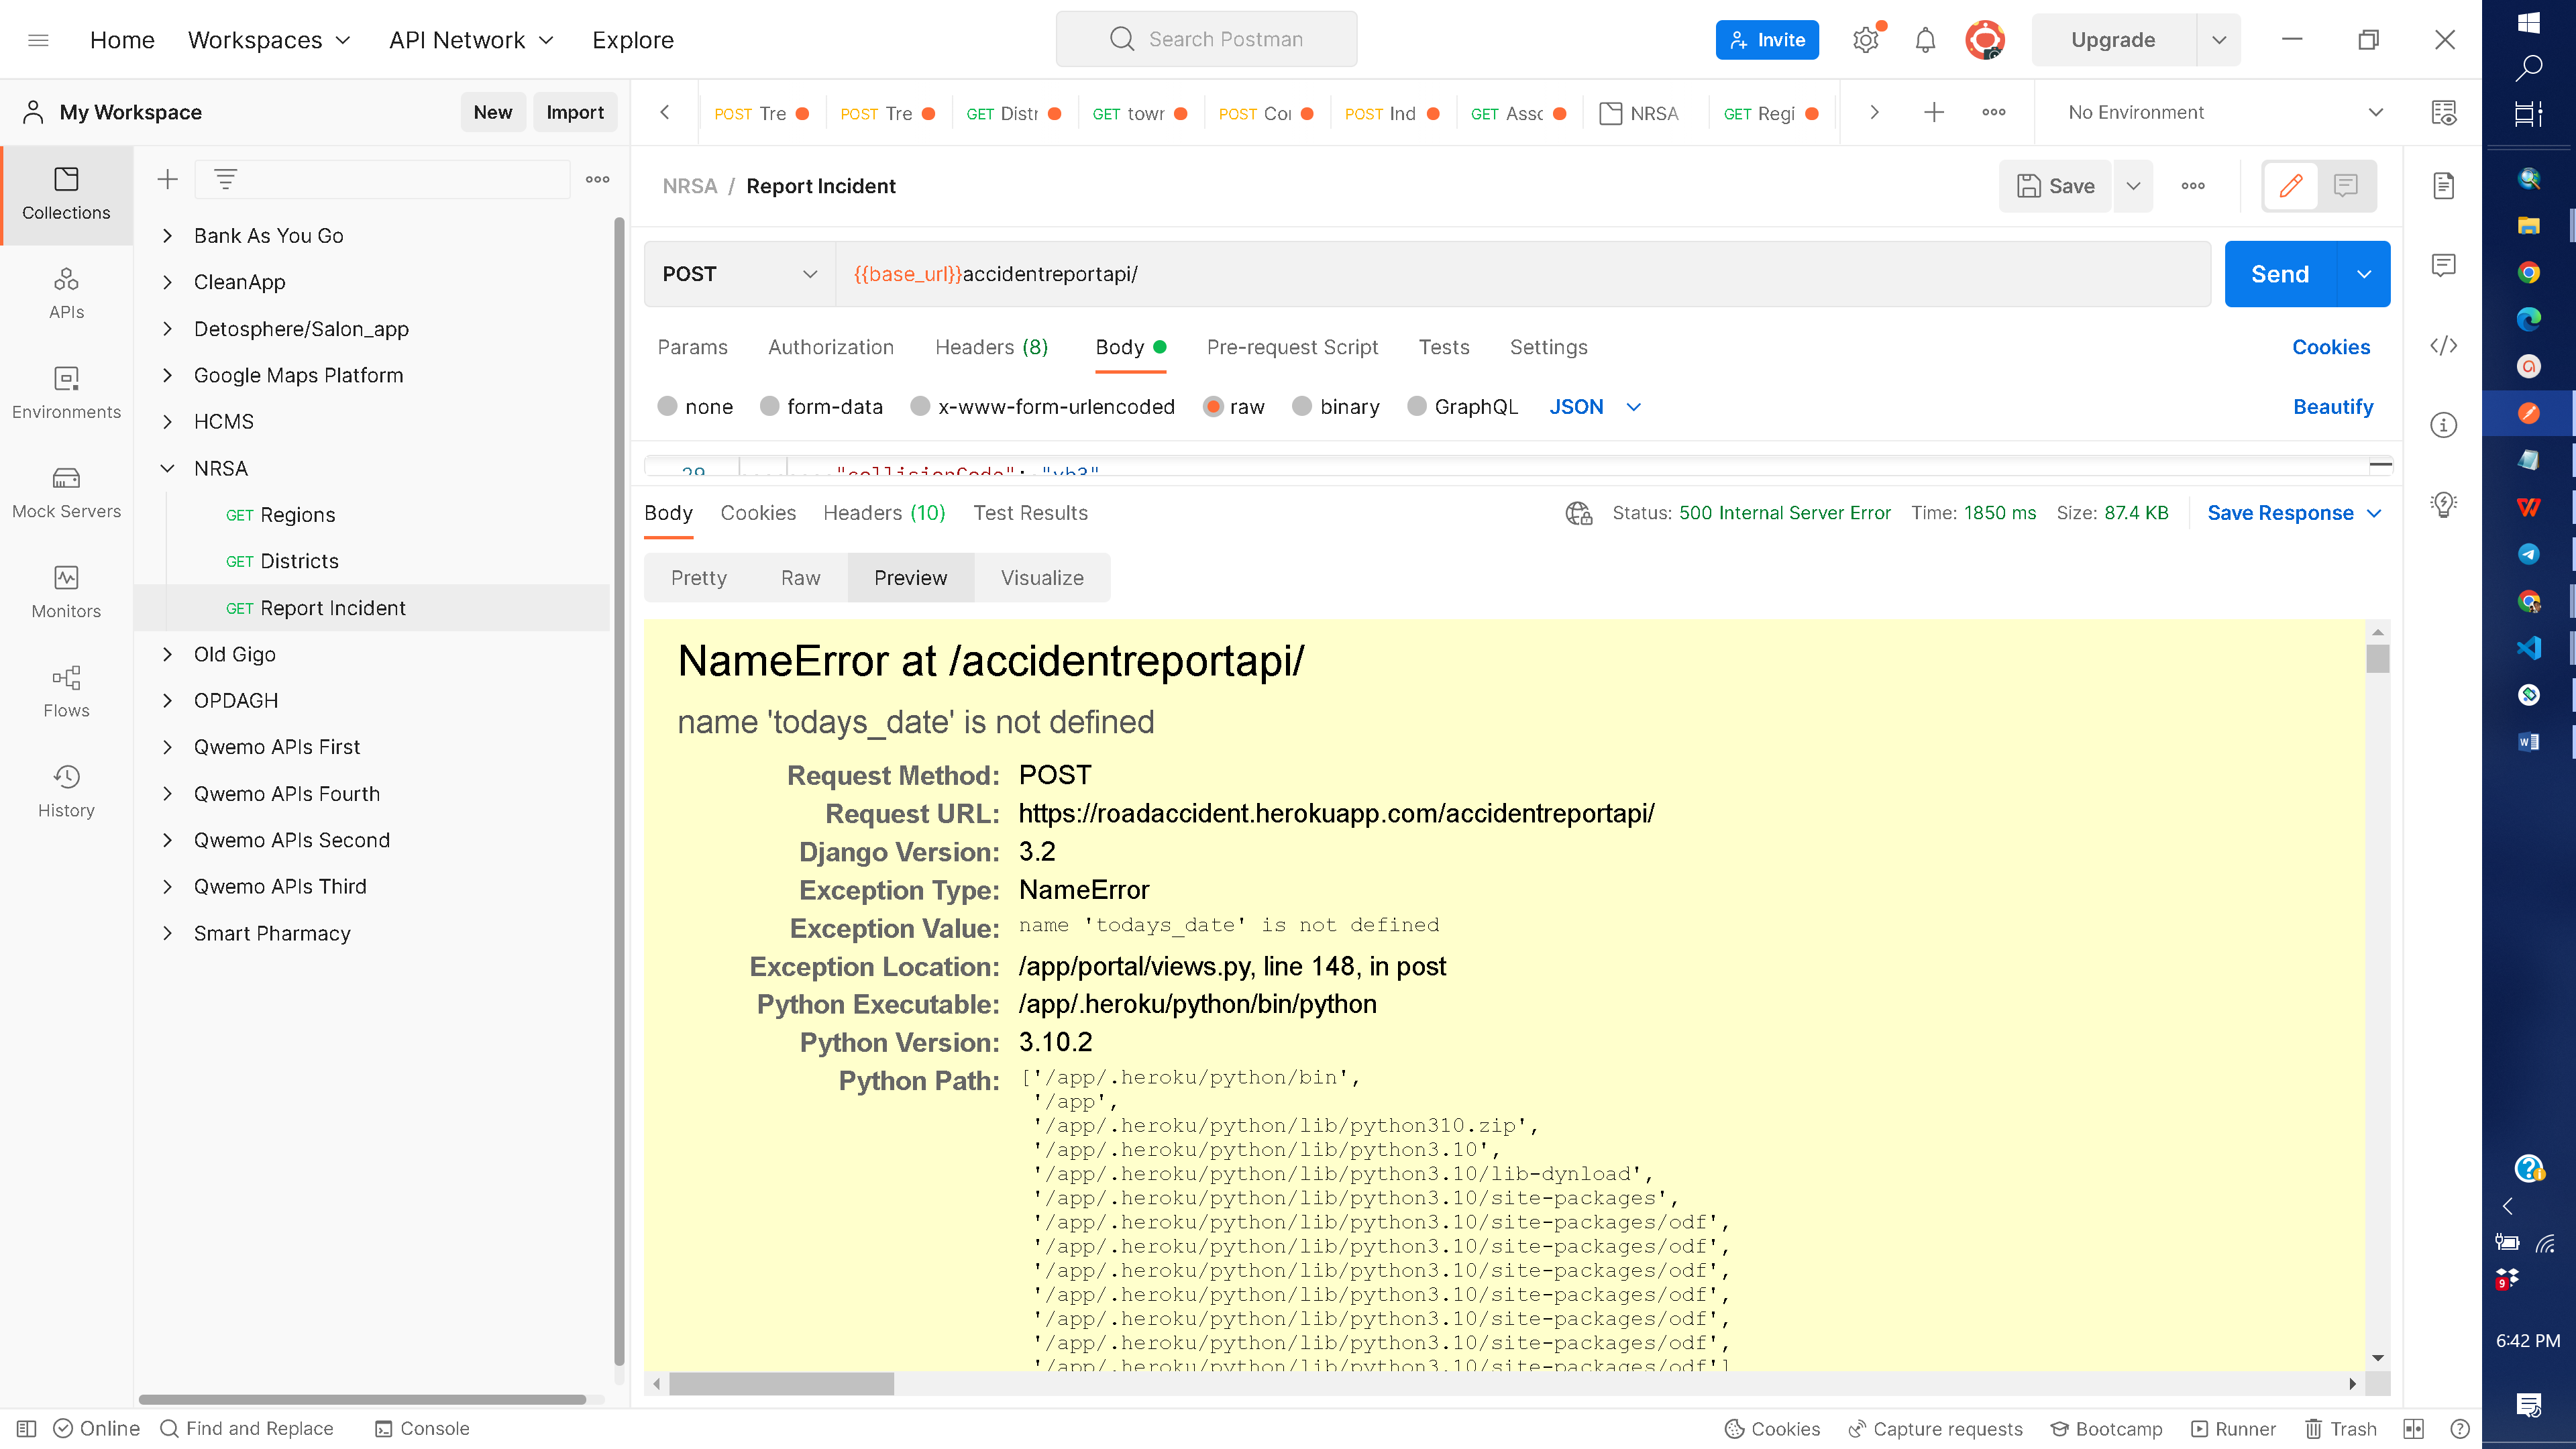 Home
Workspaces
API Network
Explore
Search Postman
Invite
Upgrade
My Workspace
New
Import
POST Tre
POST Tre
GET Distr
GET towr
POST Coı
POST Ind
GET Assc
NRSA
GET Regi
No Environment
Collections
APIs
Environments
Mock Servers
Monitors
Flows
History
Bank As You Go
CleanApp
Detosphere/Salon_app
Google Maps Platform
HCMS
NRSA
GET Regions
GET Districts
GET Report Incident
Old Gigo
OPDAGH
Qwemo APIs First
Qwemo APIs Fourth
Qwemo APIs Second
Qwemo APIs Third
Smart Pharmacy
NRSA / Report Incident
Save
POST
{{base_url}}accidentreportapi/
Send
Params
Authorization
Headers (8)
Body
Pre-request Script
Tests
Settings
Cookies
none
form-data
x-www-form-urlencoded
raw
binary
GraphQL
JSON
Beautify
29 "collisionCode": "yh3"
Body
Cookies
Headers (10)
Test Results
Status: 500 Internal Server Error
Time: 1850 ms
Size: 87.4 KB
Save Response
Pretty
Raw
Preview
Visualize
NameError at /accidentreportapi/
name 'todays_date' is not defined
Request Method: POST
Request URL: https://roadaccident.herokuapp.com/accidentreportapi/
Django Version: 3.2
Exception Type: NameError
Exception Value: name 'todays_date' is not defined
Exception Location: /app/portal/views.py, line 148, in post
Python Executable: /app/.heroku/python/bin/python
Python Version: 3.10.2
Python Path: ['/app/.heroku/python/bin',
'/app',
'/app/.heroku/python/lib/python310.zip',
'/app/.heroku/python/lib/python3.10',
'/app/.heroku/python/lib/python3.10/lib-dynload',
'/app/.heroku/python/lib/python3.10/site-packages',
'/app/.heroku/python/lib/python3.10/site-packages/odf',
'/app/.heroku/python/lib/python3.10/site-packages/odf',
'/app/.heroku/python/lib/python3.10/site-packages/odf',
'/app/.heroku/python/lib/python3.10/site-packages/odf',
'/app/.heroku/python/lib/python3.10/site-packages/odf',
'/app/.heroku/python/lib/python3.10/site-packages/odf',
'/app/.heroku/python/lib/python3.10/site-packages/odf']
Online
Find and Replace
Console
Cookies
Capture requests
Bootcamp
Runner
Trash
9
6:42 PM